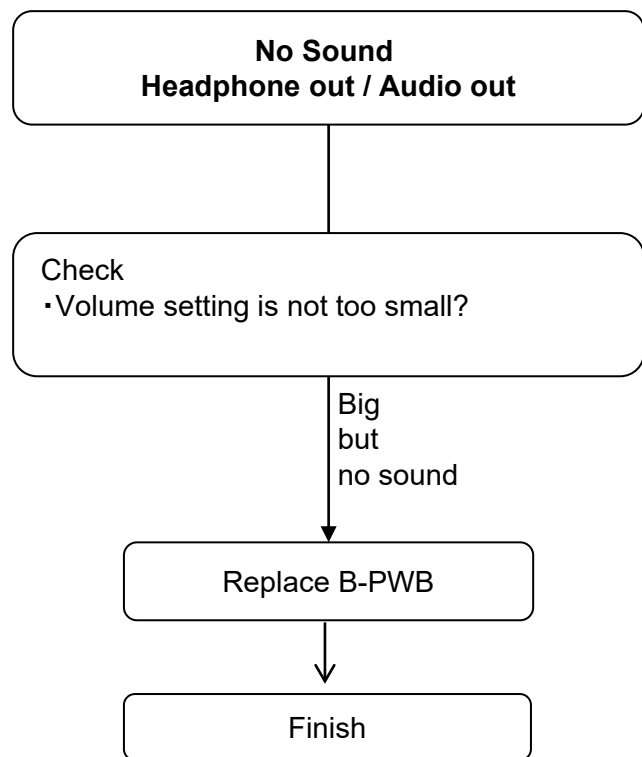 No Sound
Headphone out / Audio out
Check
・Volume setting is not too small?
Big
but
no sound
Replace B-PWB
Finish